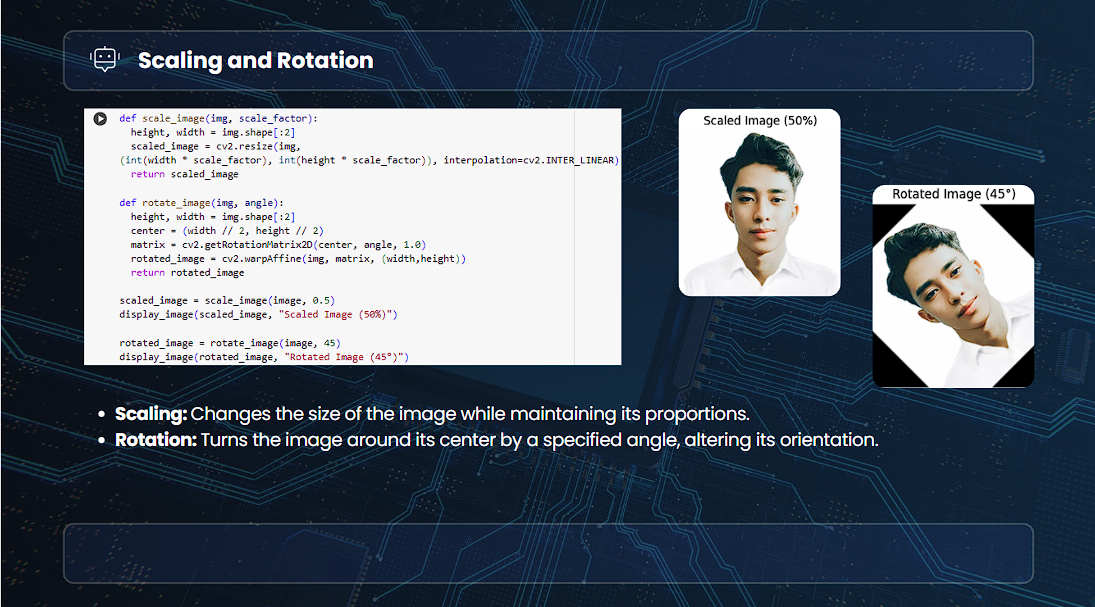 Scaling and Rotation
def scale_image(img, scale_factor):
  height, width = img.shape[:2]
  scaled_image = cv2.resize(img,
(int(width * scale_factor), int(height * scale_factor)), interpolation=cv2.INTER_LINEAR)
  return scaled_image
def rotate_image(img, angle):
  height, width = img.shape[:2]
  center = (width // 2, height // 2)
  matrix = cv2.getRotationMatrix2D(center, angle, 1.0)
  rotated_image = cv2.warpAffine(img, matrix, (width,height))
  return rotated_image
scaled_image = scale_image(image, 0.5)
display_image(scaled_image, "Scaled Image (50%)")
rotated_image = rotate_image(image, 45)
display_image(rotated_image, "Rotated Image (45°)")
Scaled Image (50%)
Rotated Image (45°)
• Scaling: Changes the size of the image while maintaining its proportions.
• Rotation: Turns the image around its center by a specified angle, altering its orientation.